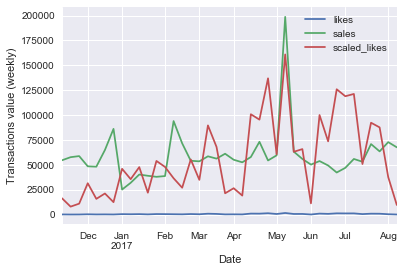 likes
sales
scaled_likes
Transactions value (weekly)
200000
175000
150000
125000
100000
75000
50000
25000
0
Dec Jan Feb Mar Apr May Jun Jul Aug
2017
Date